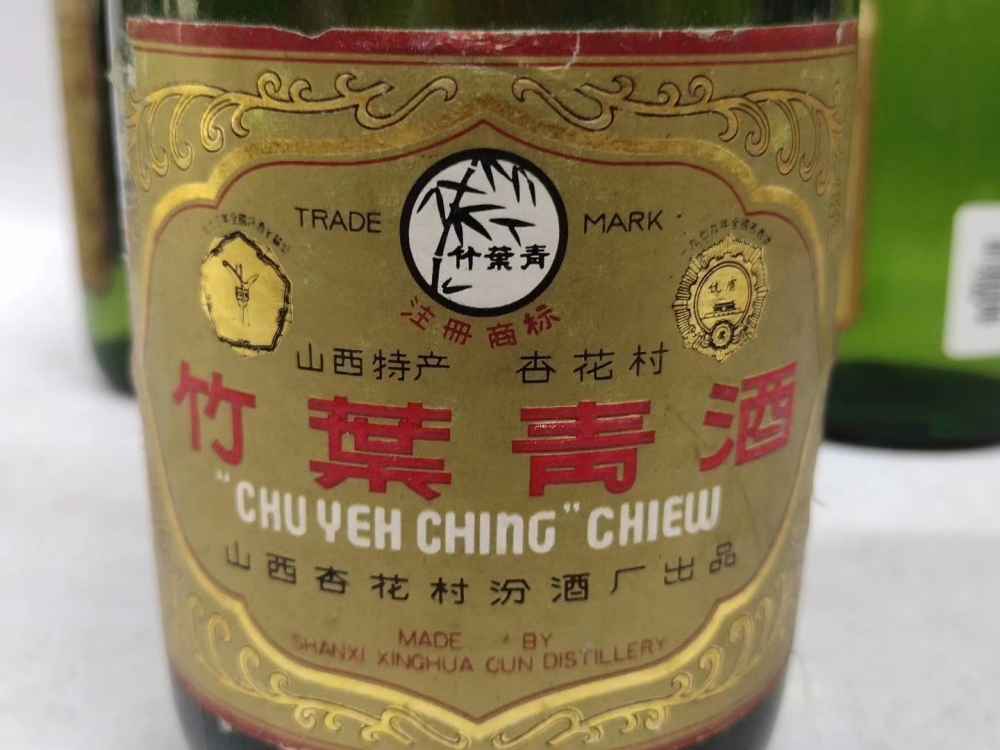 TRADE MARK
竹葉青
注冊商标
山西特产 杏花村
竹葉青酒
"CHU YEH CHING" CHIEW
山西杏花村汾酒厂出品
MADE BY
SHANXI XINGHUA CUN DISTILLERY